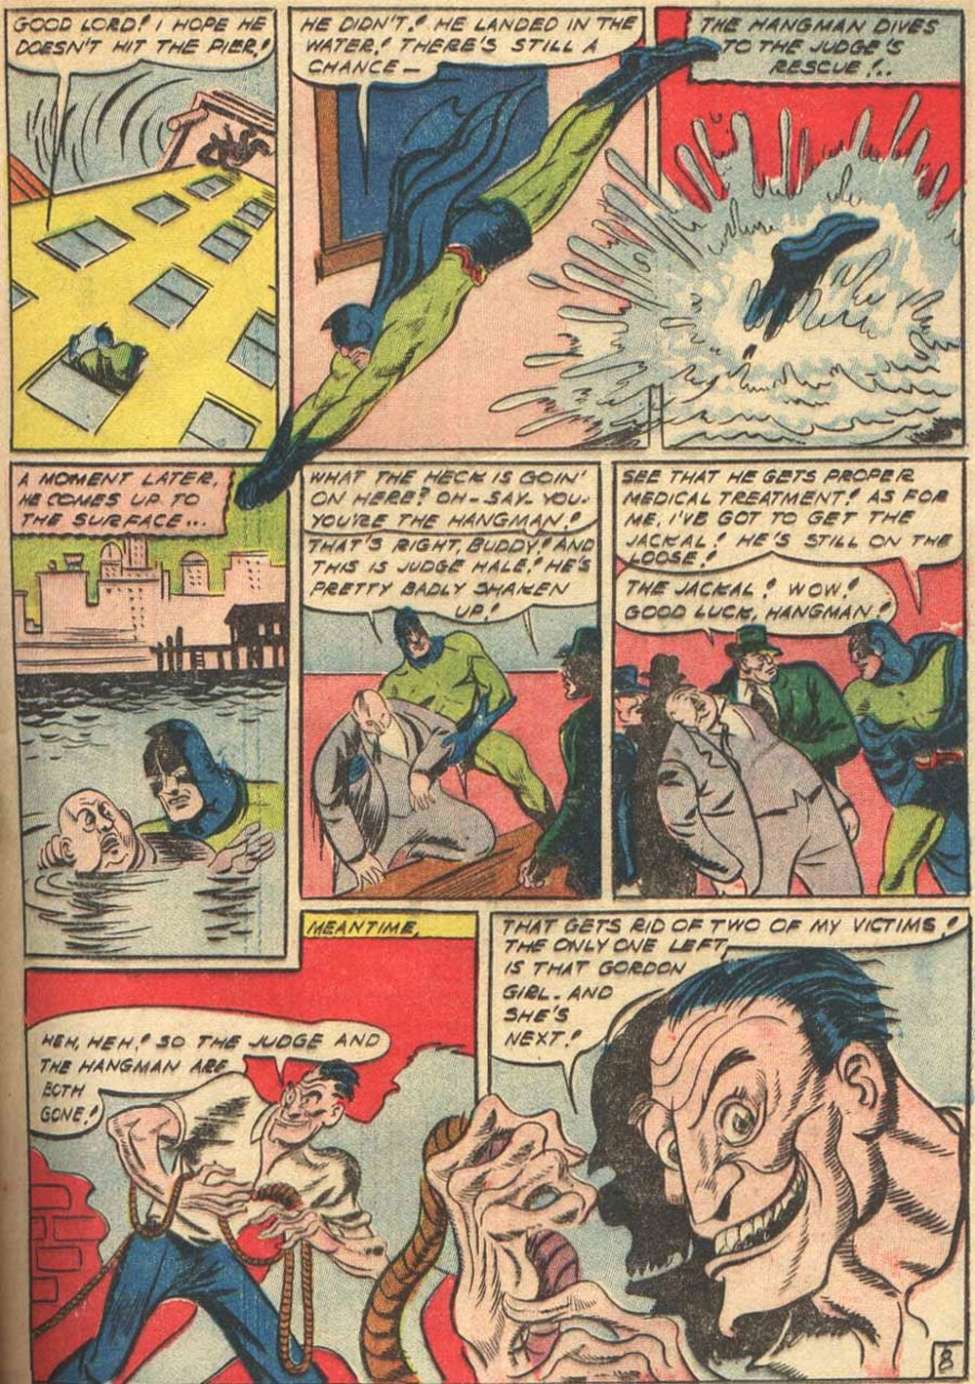 GOOD LORD! I HOPE HE
DOESN'T HIT THE PIER!
HE DIDN'T! HE LANDED IN THE
WATER! THERE'S STILL A
CHANCE—
THE HANGMAN DIVES
TO THE JUDGE'S
RESCUE!..
A MOMENT LATER,
HE COMES UP TO
THE SURFACE...
WHAT THE HECK IS GOIN'
ON HERE? OH-SAY-YOU-
YOU'RE THE HANGMAN!
THAT'S RIGHT, BUDDY! AND
THIS IS JUDGE HALE! HE'S
PRETTY BADLY SHAKEN
UP!
SEE THAT HE GETS PROPER
MEDICAL TREATMENT! AS FOR
ME, I'VE GOT TO GET THE
JACKAL! HE'S STILL ON THE
LOOSE!
THE JACKAL! WOW!
GOOD LUCK, HANGMAN!
MEANTIME,
HEH, HEH! SO THE JUDGE AND
THE HANGMAN ARE
BOTH
GONE!
THAT GETS RID OF TWO OF MY VICTIMS!
THE ONLY ONE LEFT
IS THAT GORDON
GIRL-AND
SHE'S
NEXT!
8